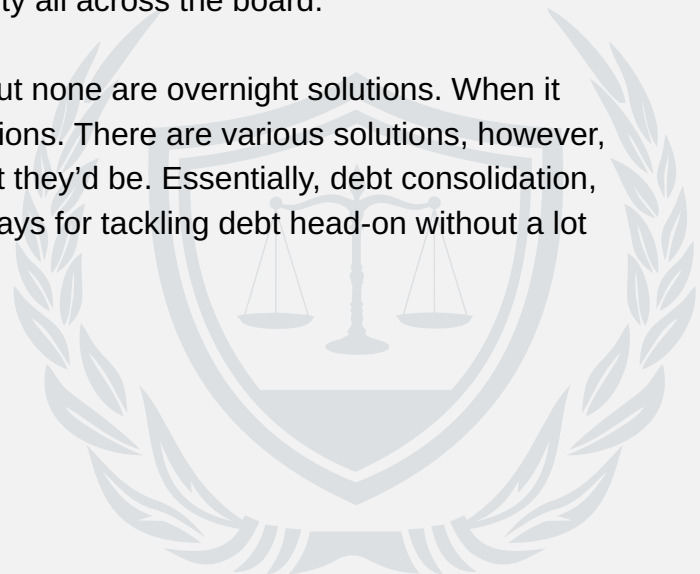 ty all across the board.
ut none are overnight solutions. When it
ions. There are various solutions, however,
t they’d be. Essentially, debt consolidation,
ays for tackling debt head-on without a lot